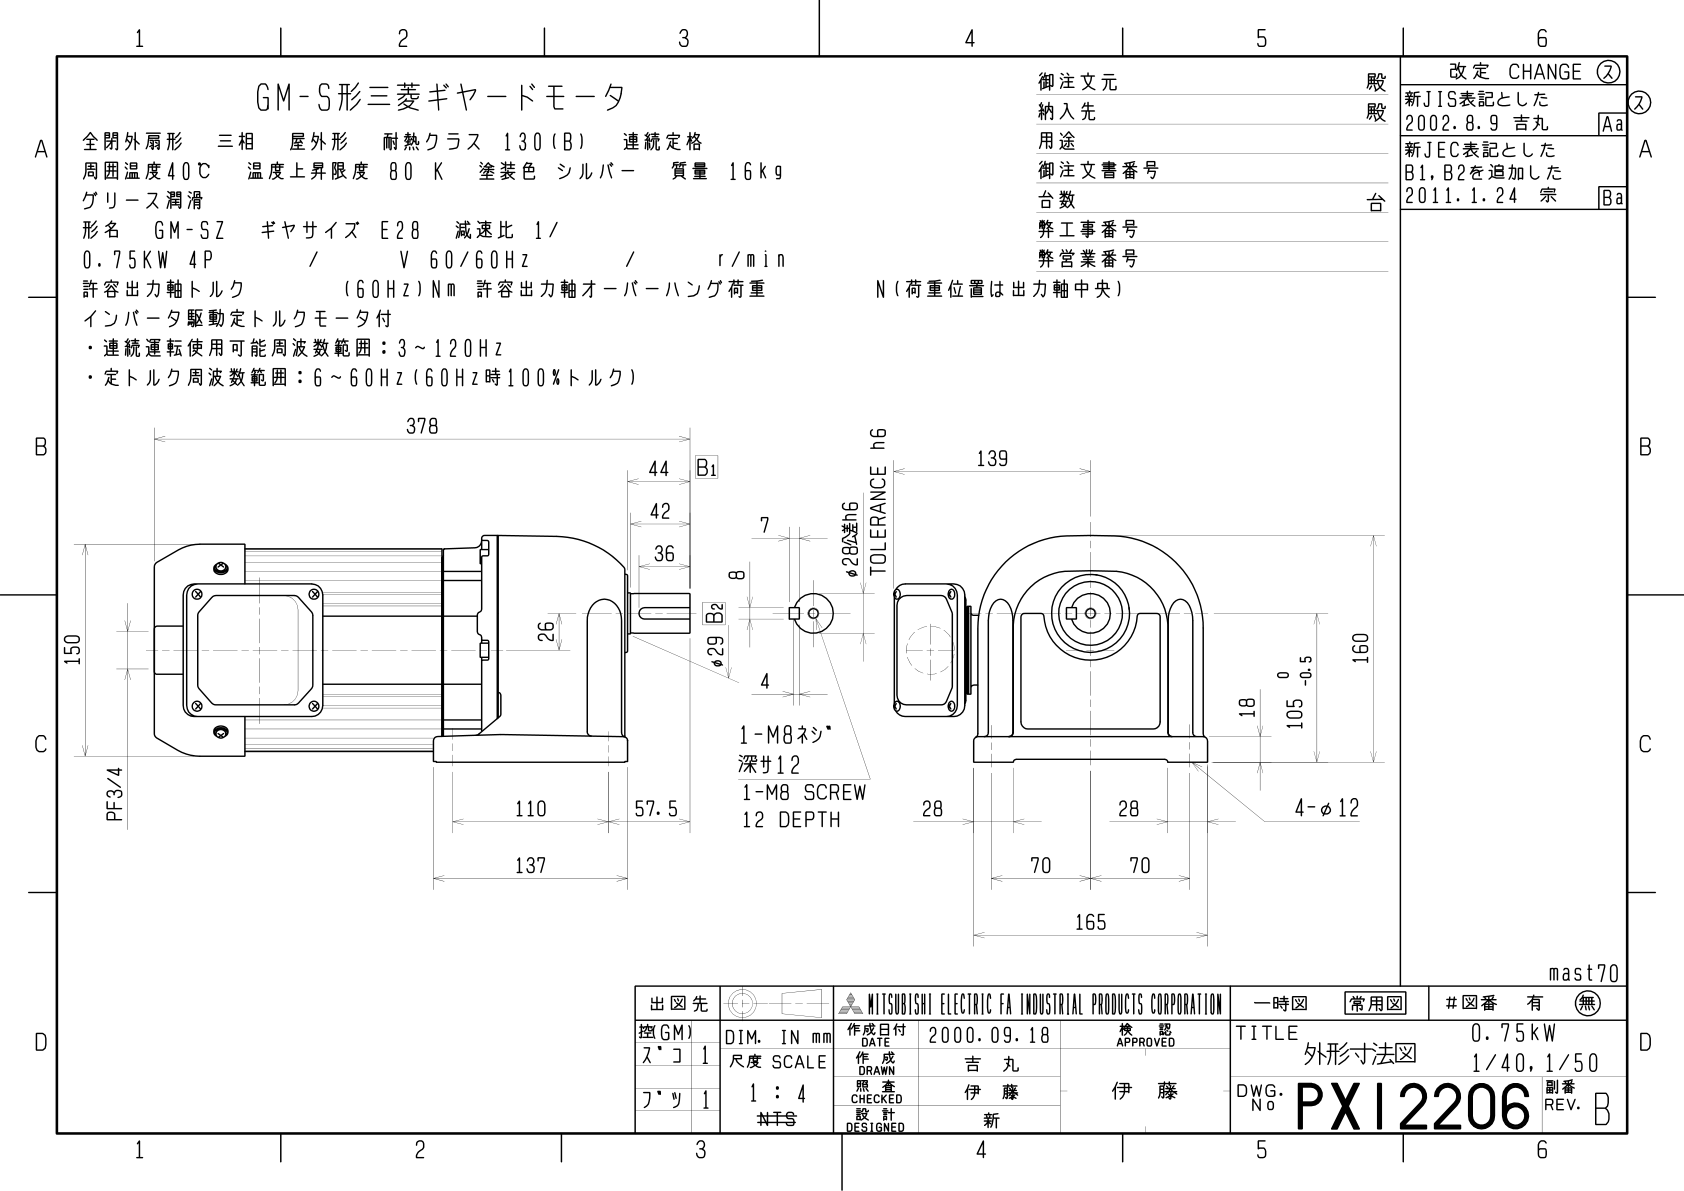 1 2 3 4 5 6
GM-S形三菱ギヤードモータ
全閉外扇形 三相 屋外形 耐熱クラス 130(B) 連続定格
周囲温度40℃ 温度上昇限度 80 K 塗装色 シルバー 質量 16kg
グリース潤滑
形名 GM-SZ ギヤサイズ E28 減速比 1/
0.75KW 4P / V 60/60Hz / r/min
許容出力軸トルク (60Hz)Nm 許容出力軸オーバーハング荷重 N(荷重位置は出力軸中央)
インバータ駆動定トルクモータ付
・連続運転使用可能周波数範囲：3~120Hz
・定トルク周波数範囲：6~60Hz(60Hz時100%トルク)
御注文元 殿
納入先 殿
用途
御注文書番号
台数 台
弊工事番号
弊営業番号
改定 CHANGE ㋜
新JIS表記とした ㋜
2002.8.9 吉丸 Aa
新JEC表記とした
B1,B2を追加した
2011.1.24 宗 Ba
A A
B B
C C
D D
378
44 B1
42
36
150
26
PF3/4
110 57.5
137
B2
φ29
7
8
4
φ28公差h6
TOLERANCE h6
1-M8ネジ
深サ12
1-M8 SCREW
12 DEPTH
139
160
18
105 0 -0.5
28 28
4-φ12
70 70
165
mast70
出図先
控(GM)
ズコ 1
ブツ 1
DIM. IN mm
尺度 SCALE
1 : 4
NTS
MITSUBISHI ELECTRIC FA INDUSTRIAL PRODUCTS CORPORATION
作成日付 DATE 2000.09.18
作成 DRAWN 吉丸
照査 CHECKED 伊藤
設計 DESIGNED 新
検認 APPROVED
伊藤
一時図 常用図 #図番 有 無
TITLE 外形寸法図
0.75kW
1/40,1/50
DWG. No PX12206
副番 REV. B
1 2 3 4 5 6